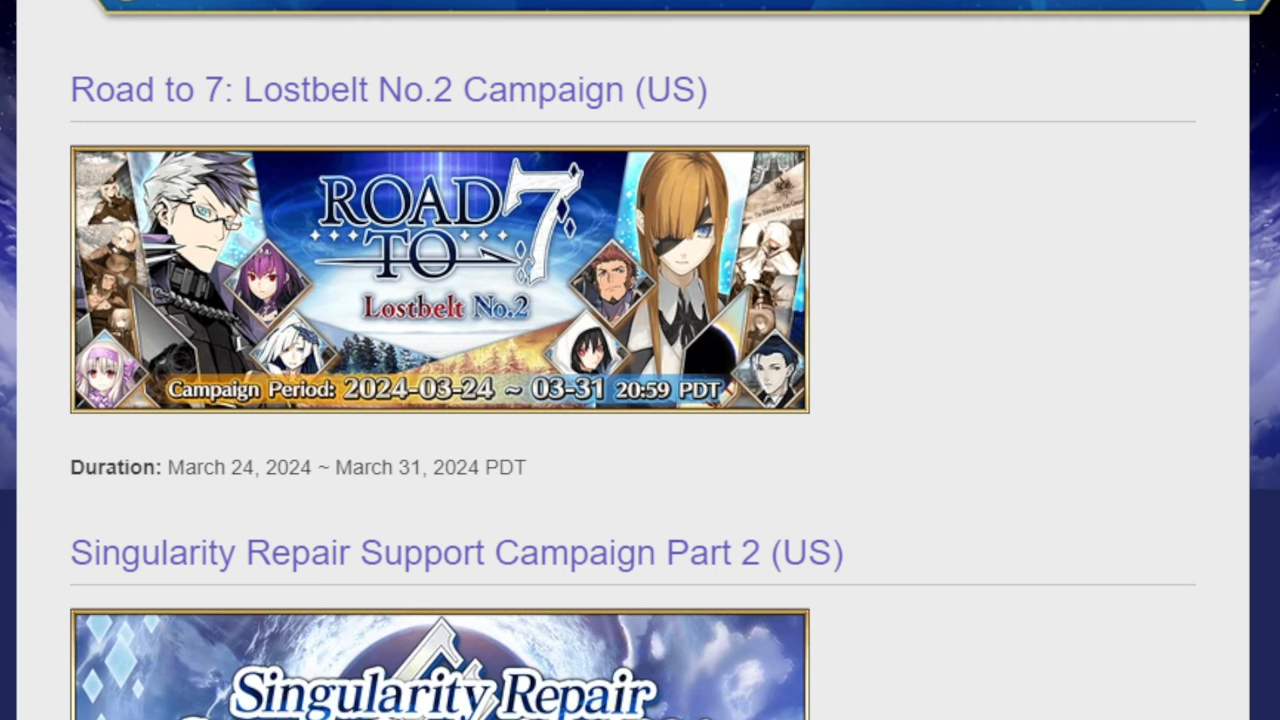 Road to 7: Lostbelt No.2 Campaign (US)
ROAD
TO 7
Lostbelt No.2
Campaign Period: 2024-03-24 ~ 03-31 20:59 PDT
Duration: March 24, 2024 ~ March 31, 2024 PDT
Singularity Repair Support Campaign Part 2 (US)
Singularity Repair